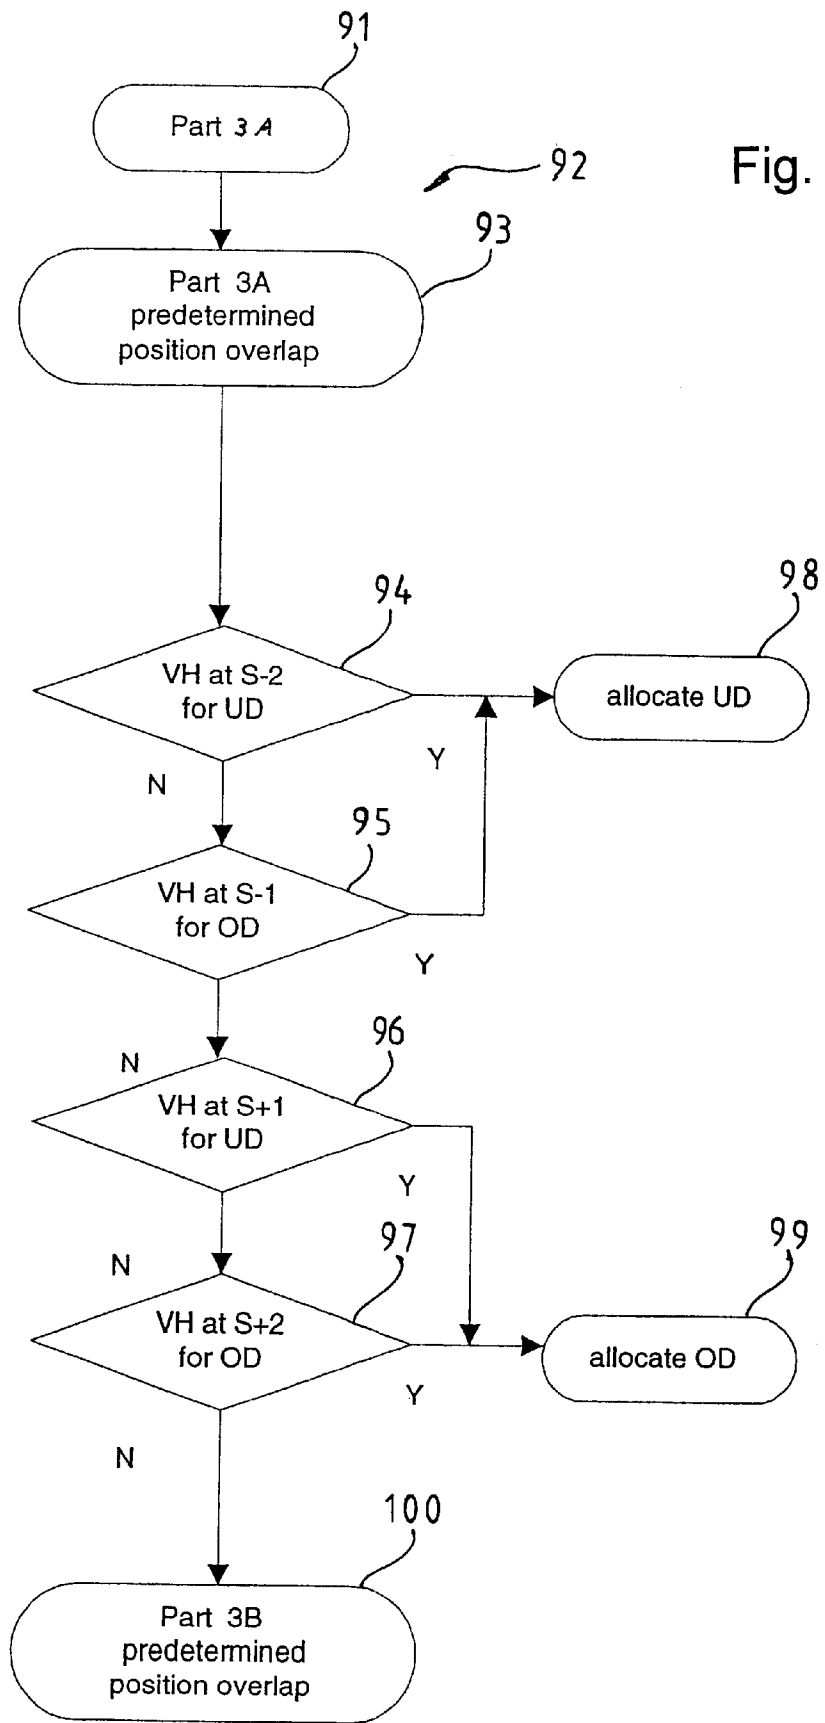 91
Part 3A
92
Fig.
93
Part 3A
predetermined
position overlap
94
VH at S-2
for UD
98
allocate UD
Y
N
95
VH at S-1
for OD
Y
N
96
VH at S+1
for UD
Y
N
97
VH at S+2
for OD
99
allocate OD
Y
N
100
Part 3B
predetermined
position overlap